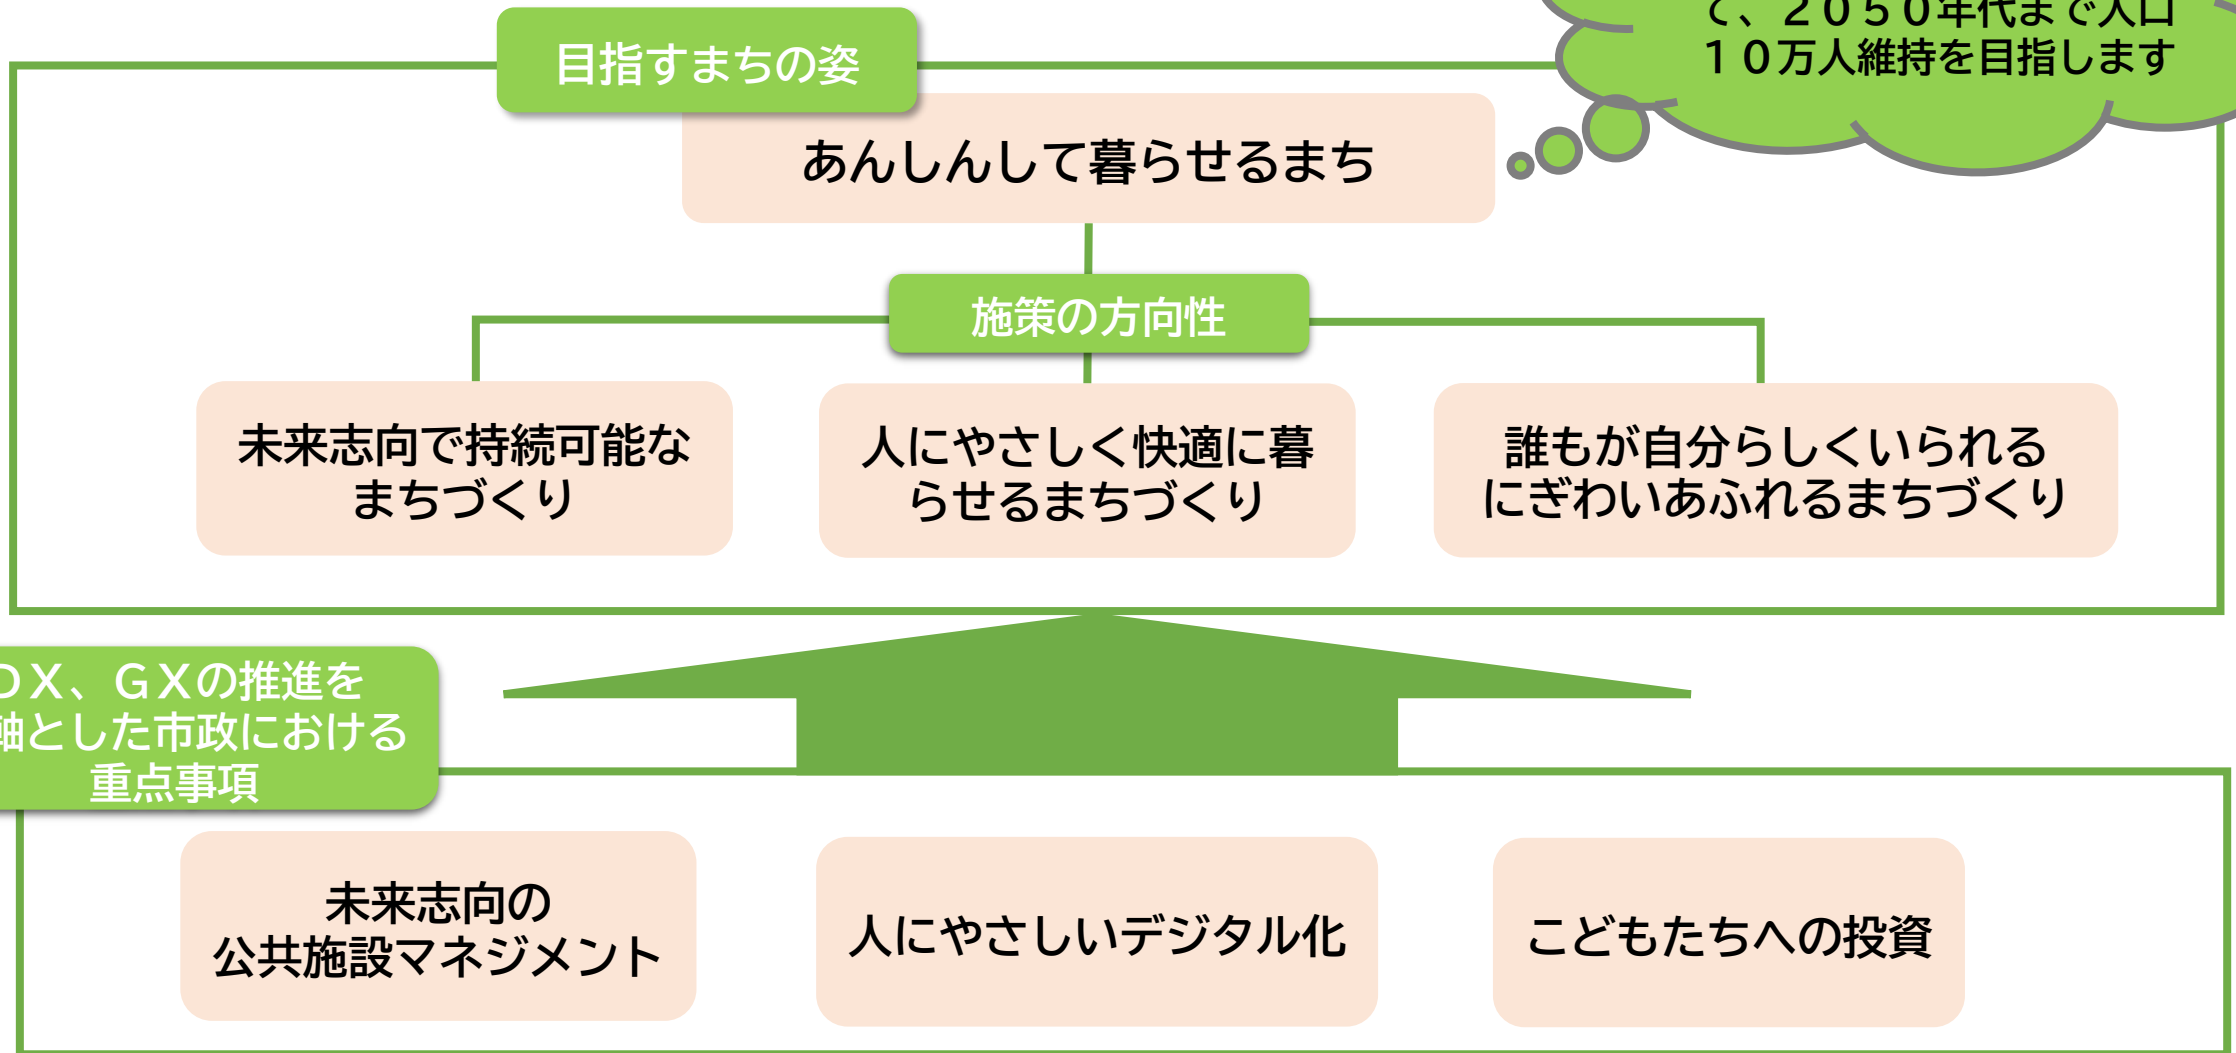 て、２０５０年代まで人口
１０万人維持を目指します
目指すまちの姿
あんしんして暮らせるまち
施策の方向性
未来志向で持続可能な
まちづくり
人にやさしく快適に暮
らせるまちづくり
誰もが自分らしくいられる
にぎわいあふれるまちづくり
ＤＸ、ＧＸの推進を
軸とした市政における
重点事項
未来志向の
公共施設マネジメント
人にやさしいデジタル化
こどもたちへの投資